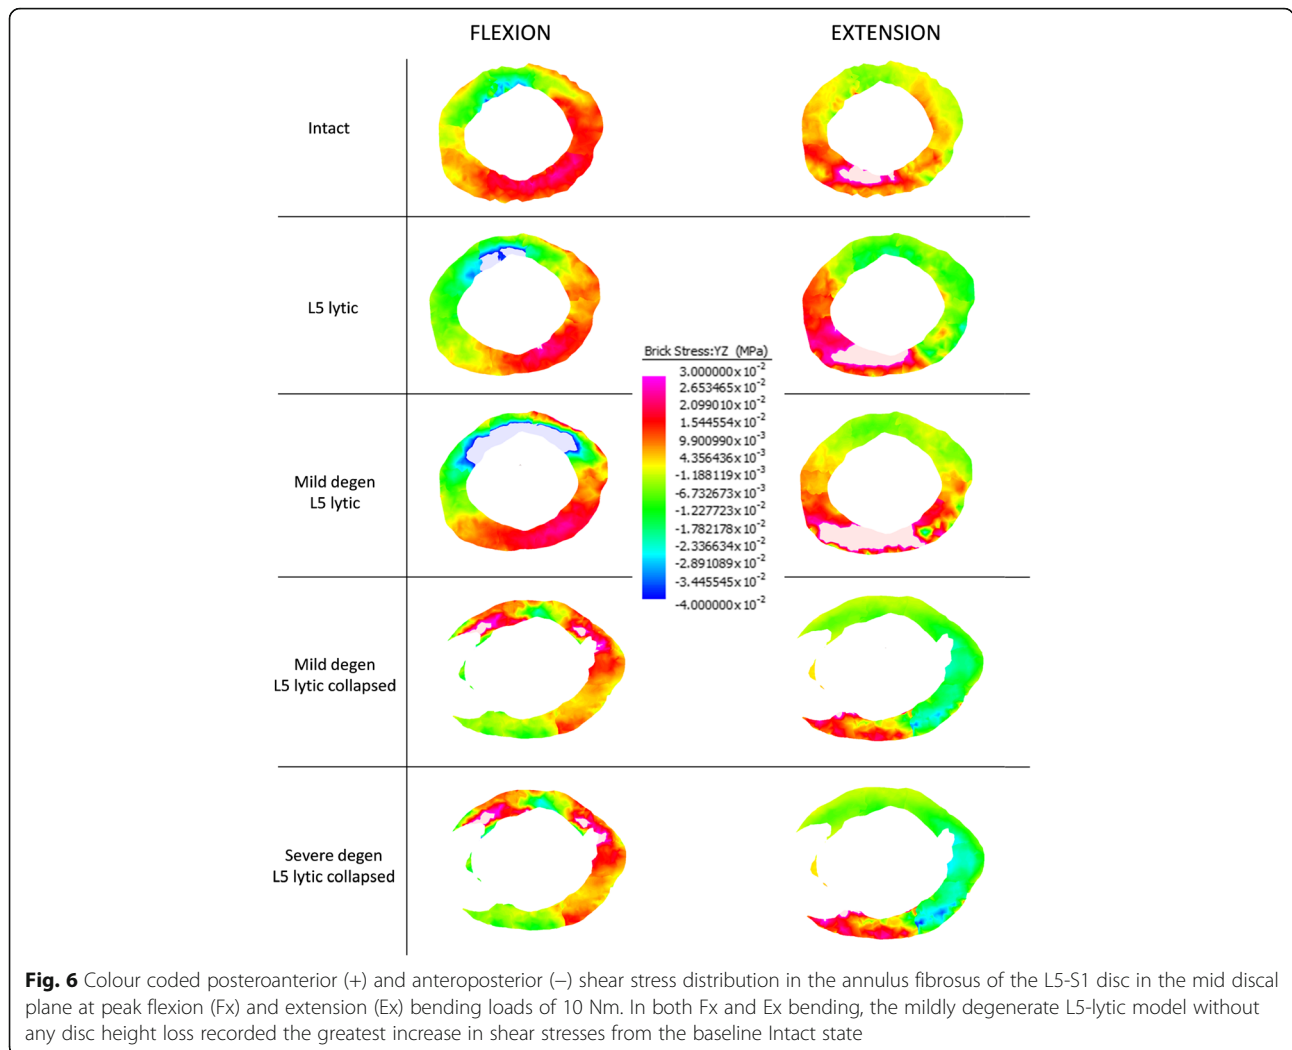 FLEXION
EXTENSION
Intact
L5 lytic
Brick Stress:YZ (MPa)
3.000000x10-2
2.653465x10-2
2.099010x10-2
1.544554x10-2
9.900990x10-3
4.356436x10-3
-1.188119x10-3
-6.732673x10-3
-1.227723x10-2
-1.782178x10-2
-2.336634x10-2
-2.891089x10-2
-3.445545x10-2
-4.000000x10-2
Mild degen
L5 lytic
Mild degen
L5 lytic collapsed
Severe degen
L5 lytic collapsed
Fig. 6 Colour coded posteroanterior (+) and anteroposterior (−) shear stress distribution in the annulus fibrosus of the L5-S1 disc in the mid discal
plane at peak flexion (Fx) and extension (Ex) bending loads of 10 Nm. In both Fx and Ex bending, the mildly degenerate L5-lytic model without
any disc height loss recorded the greatest increase in shear stresses from the baseline Intact state